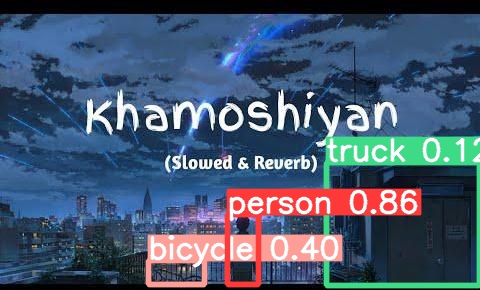 Khamoshiyan
(Slowed & Reverb)
truck 0.12
person 0.86
bicycle 0.40